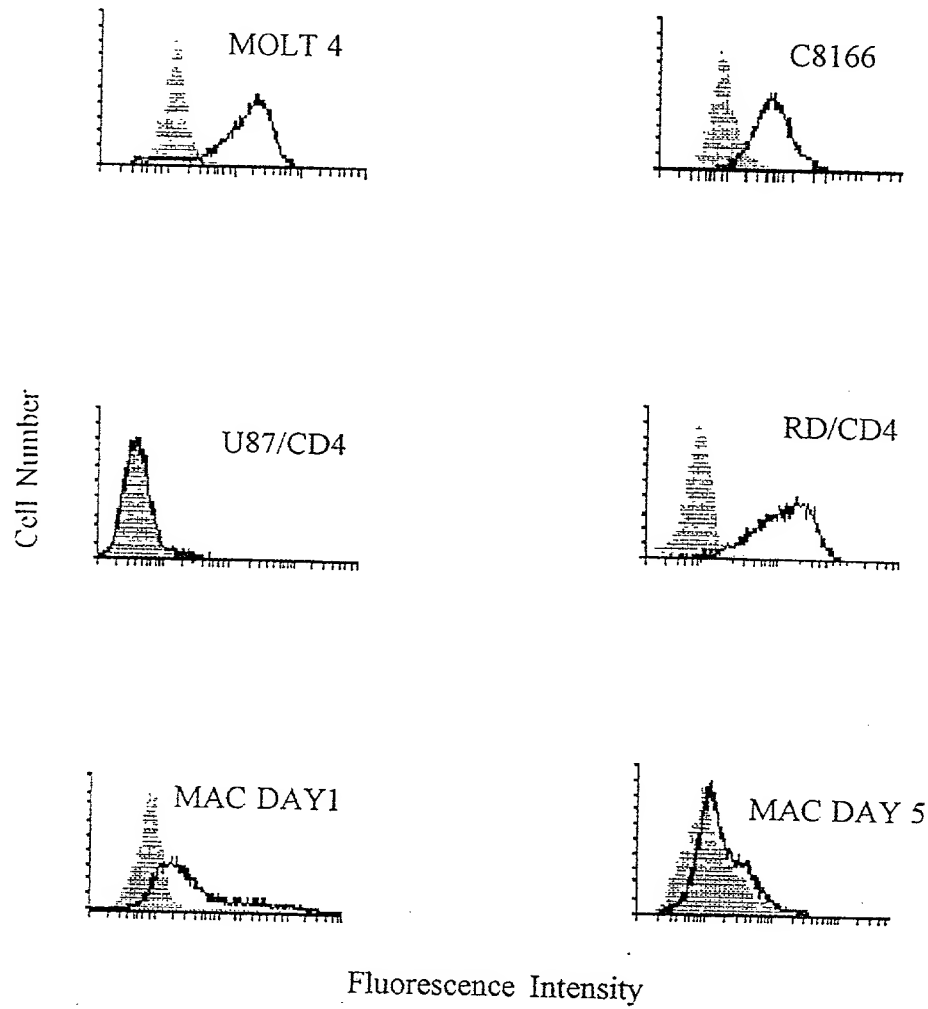 MOLT 4
C8166
Cell Number
U87/CD4
RD/CD4
MAC DAY1
MAC DAY 5
Fluorescence Intensity